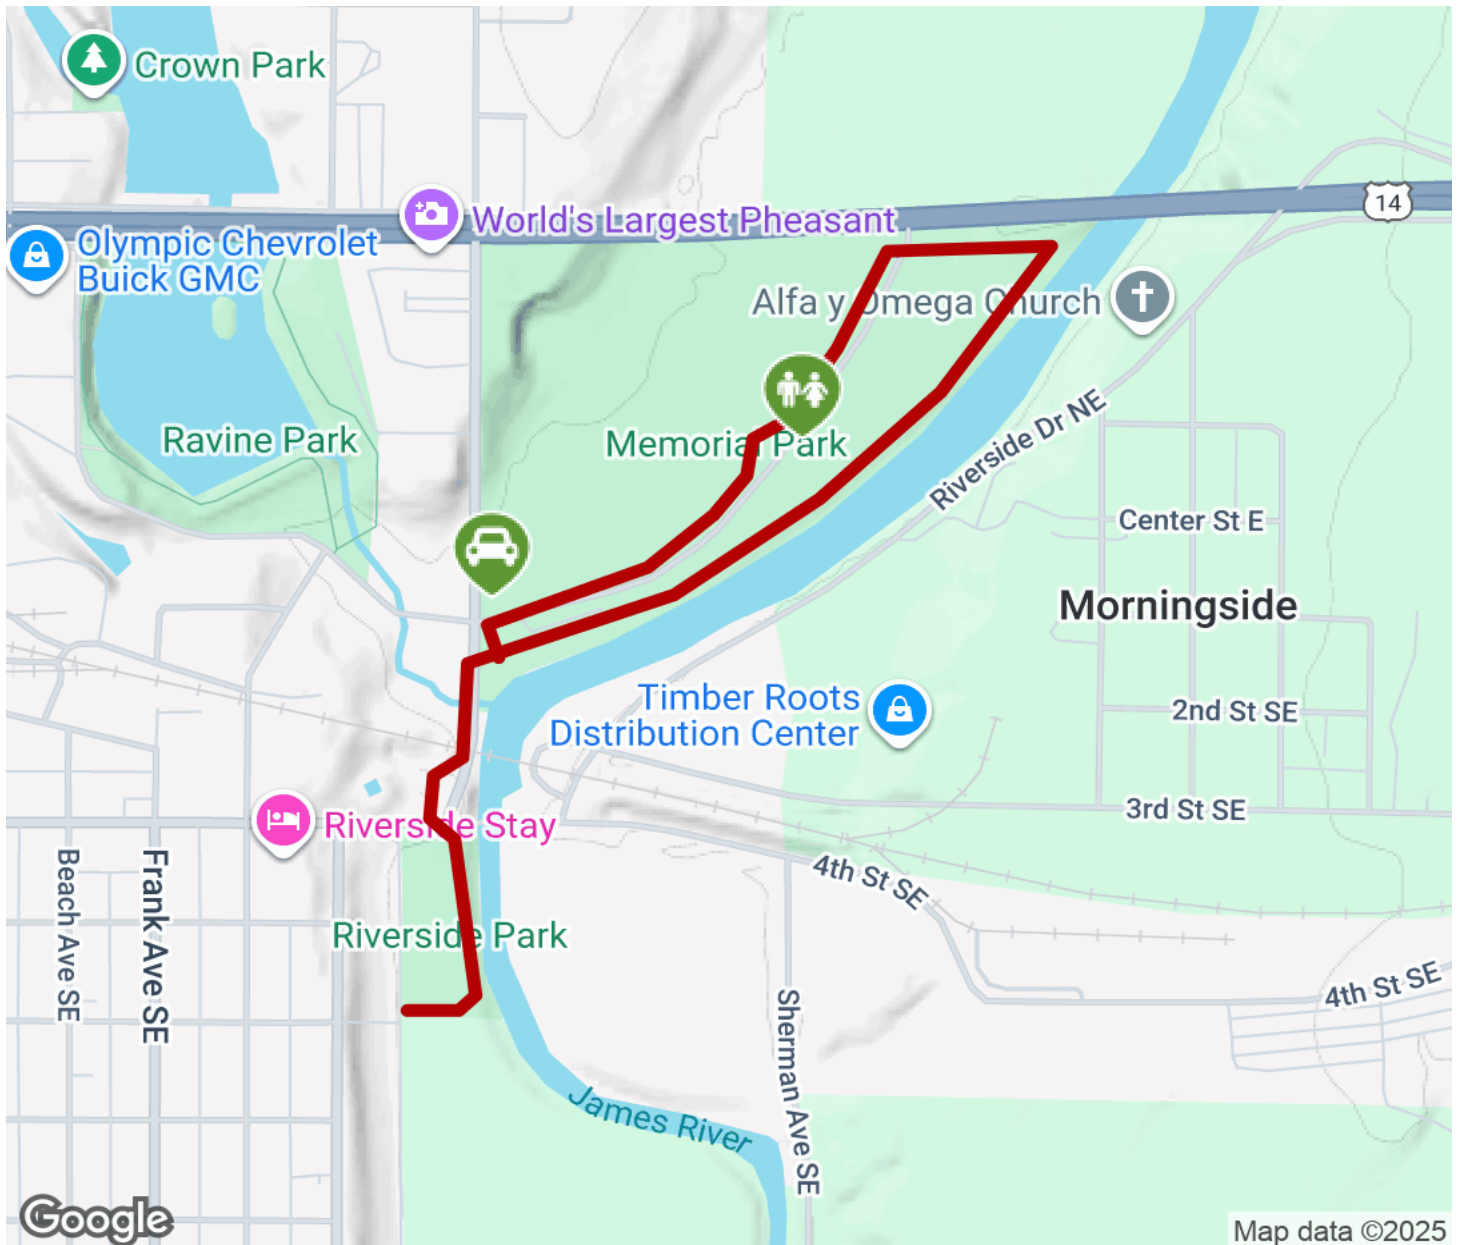 Crown Park
14
World's Largest Pheasant
Olympic Chevrolet
Buick GMC
Alfa y Omega Church
Ravine Park
Memorial Park
Riverside Dr NE
Center St E
Morningside
Timber Roots
Distribution Center
2nd St SE
3rd St SE
Riverside Stay
Beach Ave SE
Frank Ave SE
4th St SE
Riverside Park
Sherman Ave SE
4th St SE
James River
Google
Map data ©2025